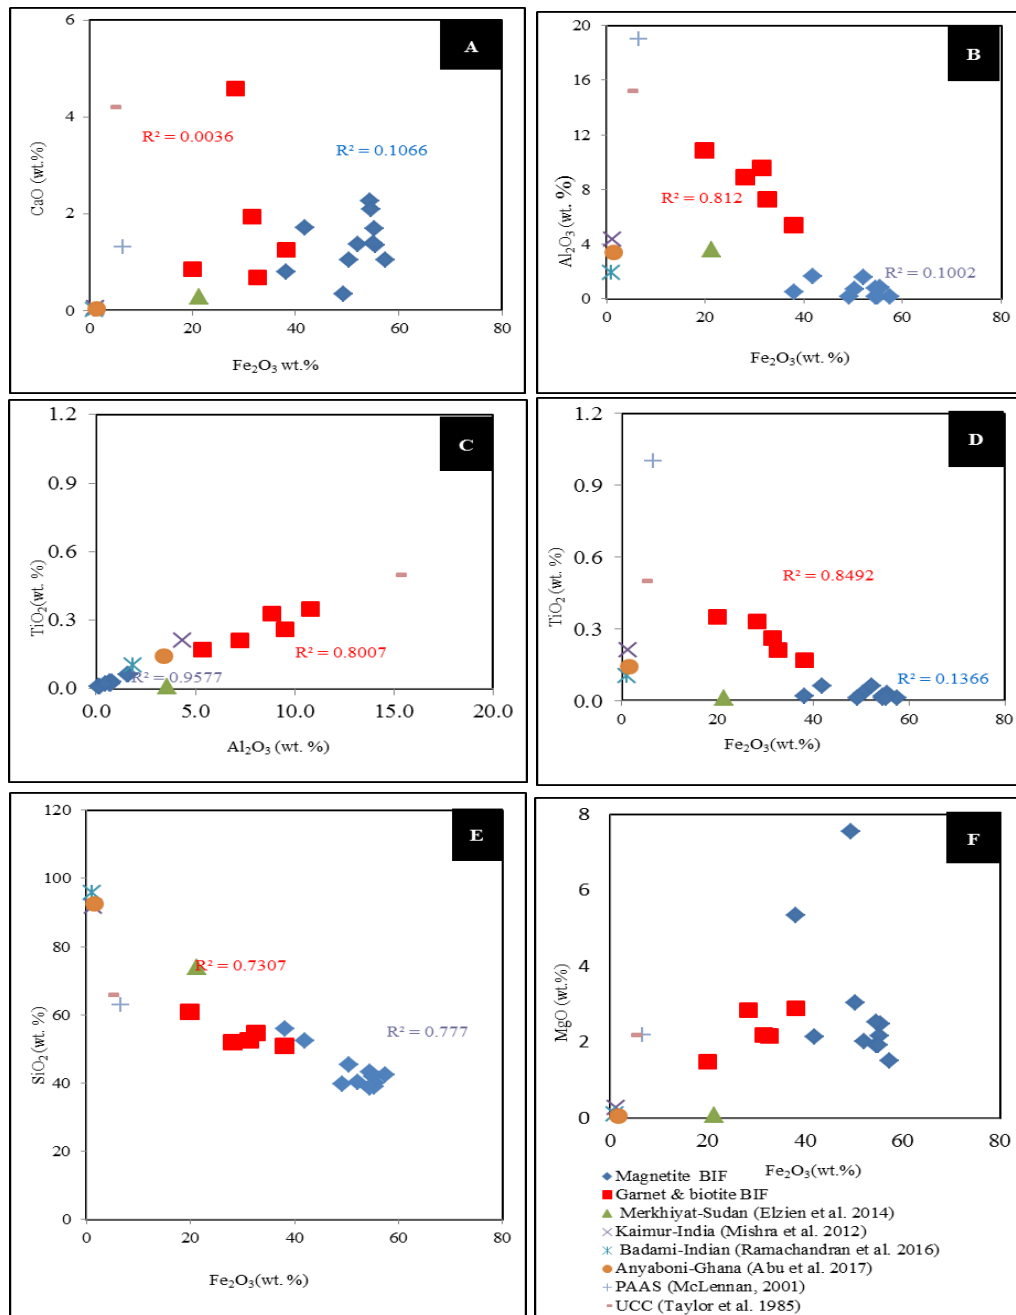 A
6
4
2
0
CaO (wt.%)
R² = 0.0036
R² = 0.1066
0 20 40 60 80
Fe₂O₃ wt.%
B
20
16
12
8
4
0
Al₂O₃ (wt. %)
R² = 0.812
R² = 0.1002
0 20 40 60 80
Fe₂O₃(wt. %)
C
1.2
0.9
0.6
0.3
0.0
TiO₂(wt. %)
R² = 0.8007
R² = 0.9577
0.0 5.0 10.0 15.0 20.0
Al₂O₃ (wt. %)
D
1.2
0.9
0.6
0.3
0.0
TiO₂ (wt. %)
R² = 0.8492
R² = 0.1366
0 20 40 60 80
Fe₂O₃(wt. %)
E
120
100
80
60
40
20
0
SiO₂(wt. %)
R² = 0.7307
R² = 0.777
0 20 40 60 80
Fe₂O₃(wt. %)
F
8
6
4
2
0
MgO (wt.%)
0 20 40 60 80
Fe₂O₃(wt.%)
Magnetite BIF
Garnet & biotite BIF
Merkhiyat-Sudan (Elzien et al. 2014)
Kaimur-India (Mishra et al. 2012)
Badami-Indian (Ramachandran et al. 2016)
Anyaboni-Ghana (Abu et al. 2017)
PAAS (McLennan, 2001)
UCC (Taylor et al. 1985)